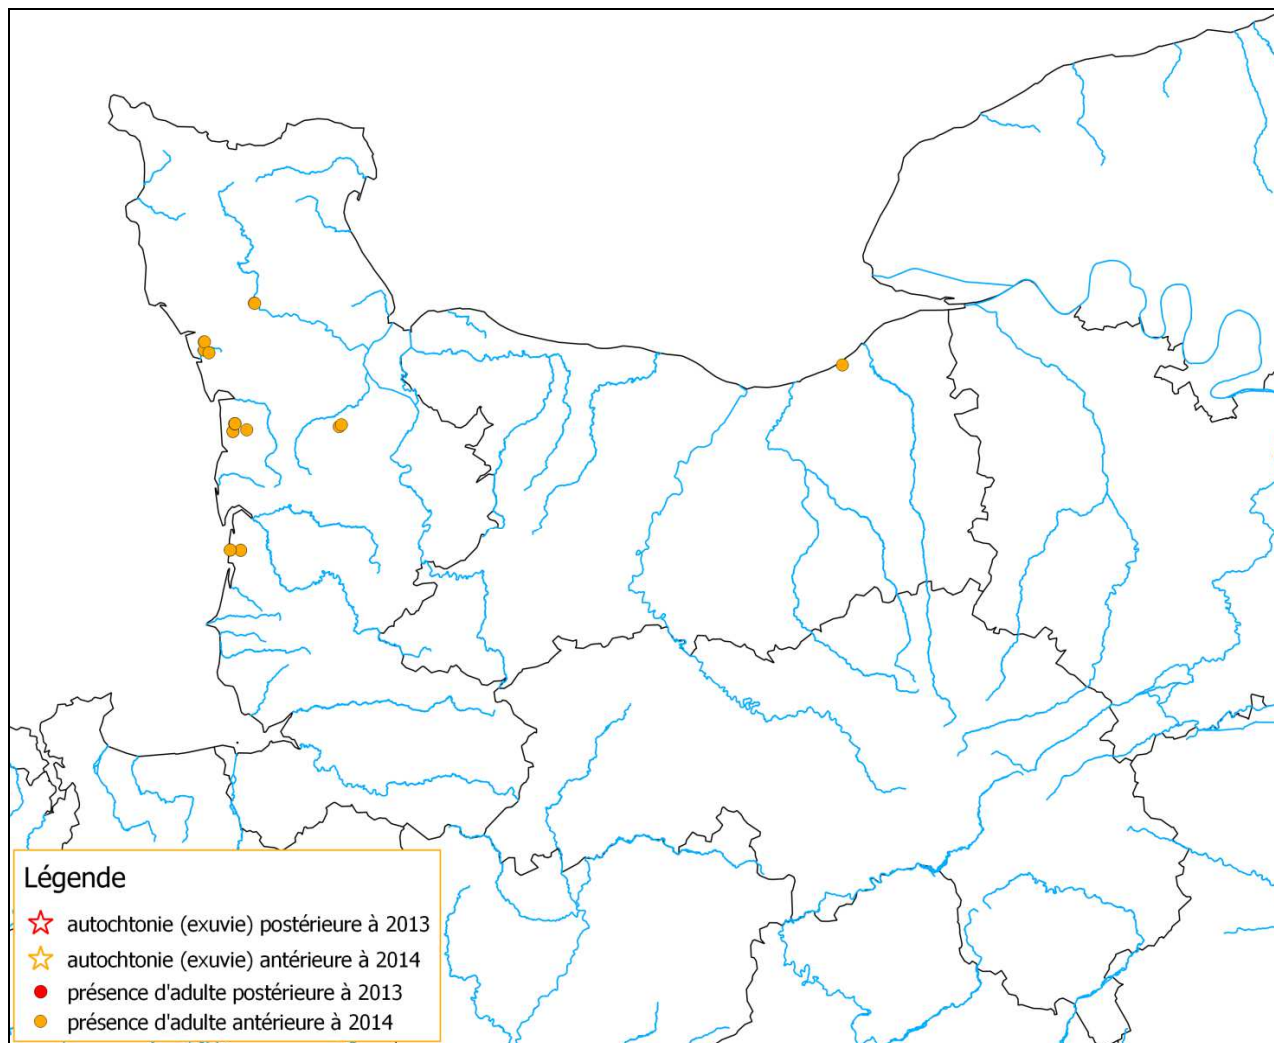 Légende
autochtonie (exuvie) postérieure à 2013
autochtonie (exuvie) antérieure à 2014
présence d'adulte postérieure à 2013
présence d'adulte antérieure à 2014